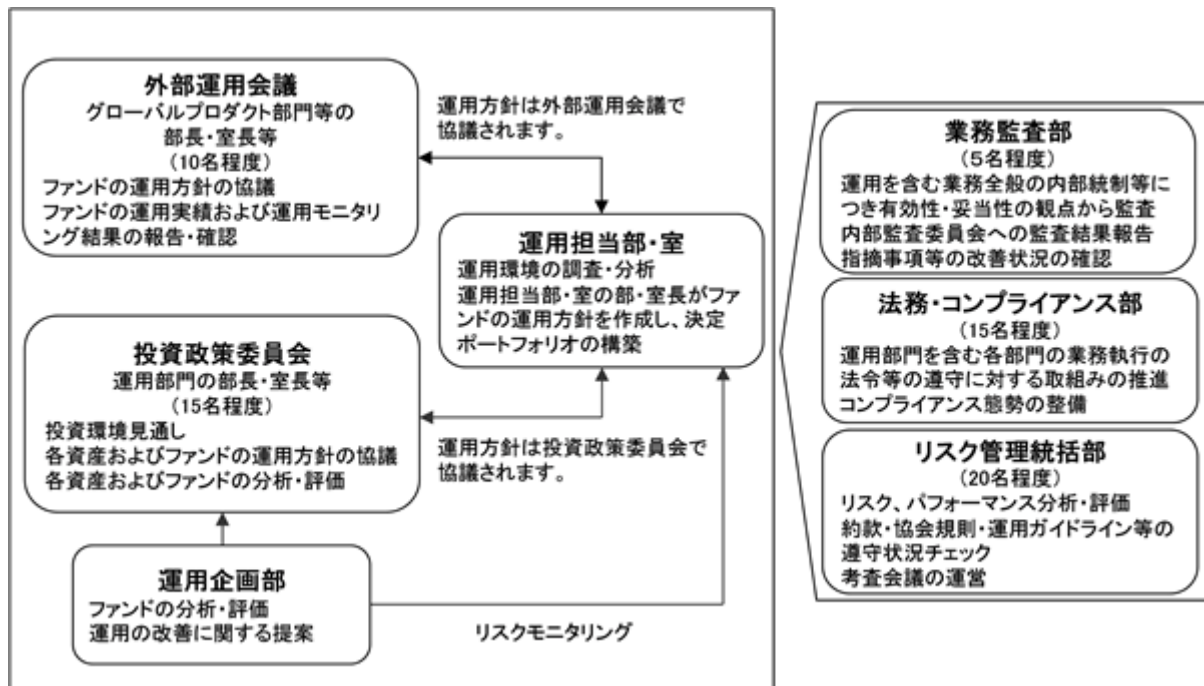 外部運用会議
グローバルプロダクト部門等の
部長・室長等
(10名程度)
ファンドの運用方針の協議
ファンドの運用実績および運用モニタリ
ング結果の報告・確認
運用方針は外部運用会議で
協議されます。
運用担当部・室
運用環境の調査・分析
運用担当部・室の部・室長がファ
ンドの運用方針を作成し、決定
ポートフォリオの構築
投資政策委員会
運用部門の部長・室長等
(15名程度)
投資環境見通し
各資産およびファンドの運用方針の協議
各資産およびファンドの分析・評価
運用方針は投資政策委員会で
協議されます。
運用企画部
ファンドの分析・評価
運用の改善に関する提案
リスクモニタリング
業務監査部
(5名程度)
運用を含む業務全般の内部統制等に
つき有効性・妥当性の観点から監査
内部監査委員会への監査結果報告
指摘事項等の改善状況の確認
法務・コンプライアンス部
(15名程度)
運用部門を含む各部門の業務執行の
法令等の遵守に対する取組みの推進
コンプライアンス態勢の整備
リスク管理統括部
(20名程度)
リスク、パフォーマンス分析・評価
約款・協会規則・運用ガイドライン等の
遵守状況チェック
考査会議の運営